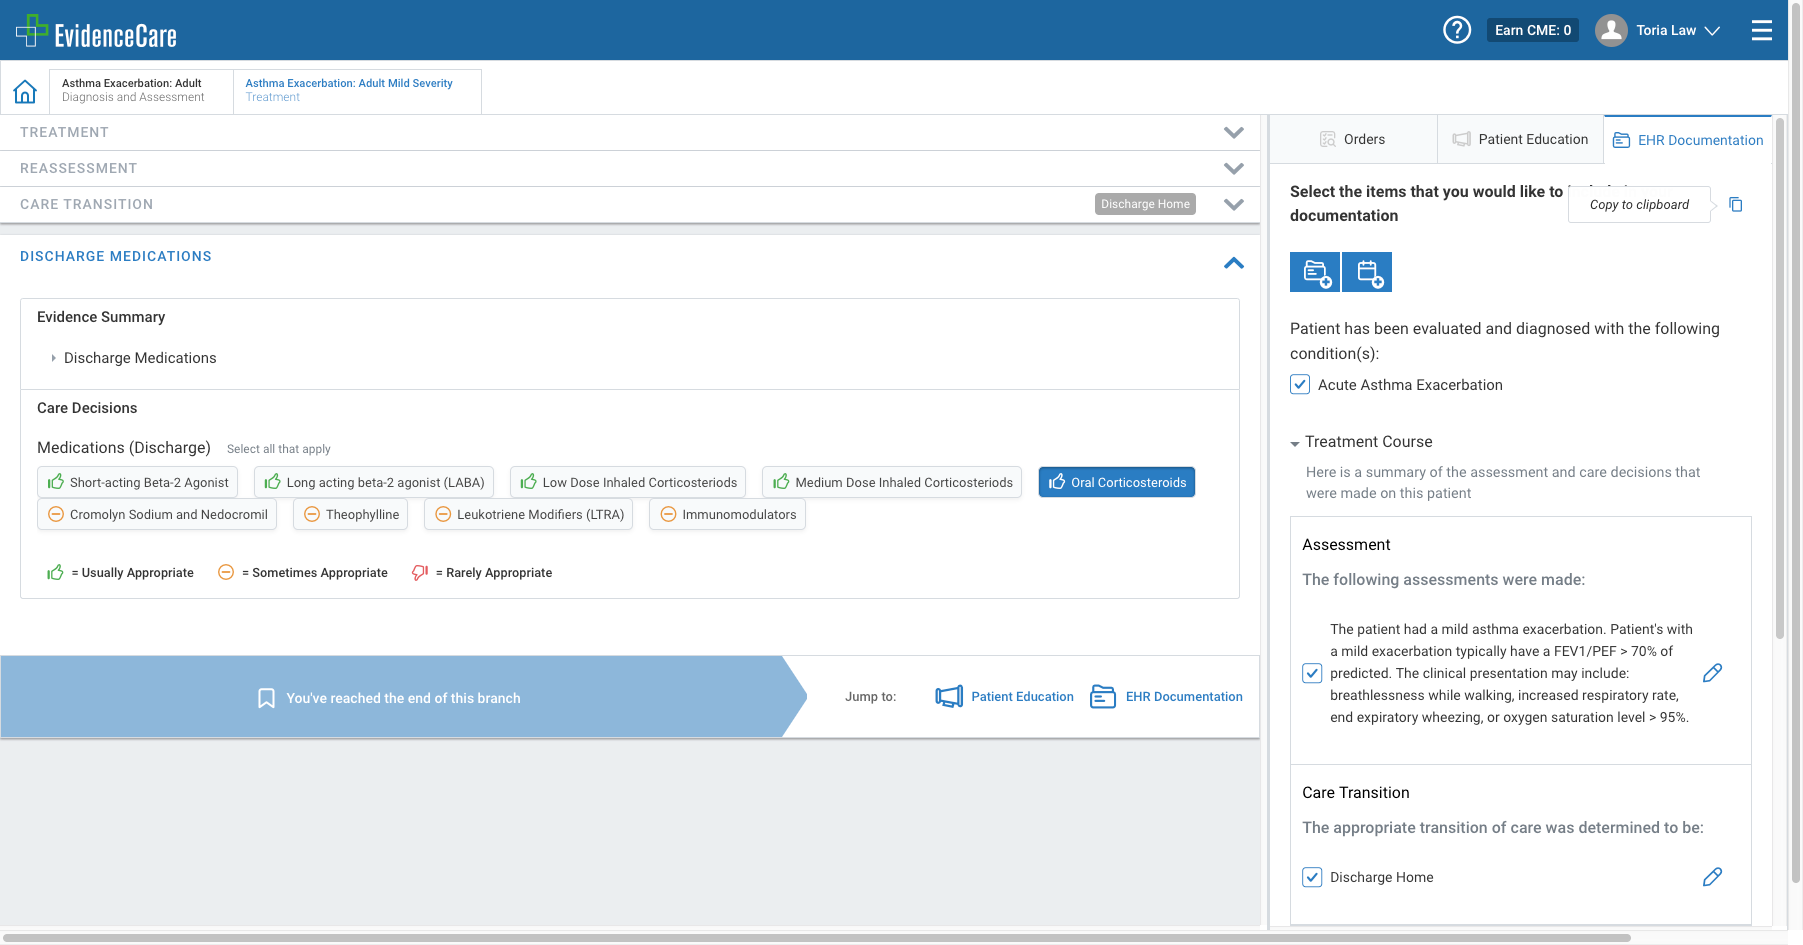 EvidenceCare
Earn CME: 0
Toria Law
Asthma Exacerbation: Adult
Diagnosis and Assessment
Asthma Exacerbation: Adult Mild Severity
Treatment
TREATMENT
REASSESSMENT
CARE TRANSITION
Discharge Home
DISCHARGE MEDICATIONS
Evidence Summary
Discharge Medications
Care Decisions
Medications (Discharge) Select all that apply
Short-acting Beta-2 Agonist
Long acting beta-2 agonist (LABA)
Low Dose Inhaled Corticosteriods
Medium Dose Inhaled Corticosteriods
Oral Corticosteroids
Cromolyn Sodium and Nedocromil
Theophylline
Leukotriene Modifiers (LTRA)
Immunomodulators
= Usually Appropriate
= Sometimes Appropriate
= Rarely Appropriate
You've reached the end of this branch
Jump to:
Patient Education
EHR Documentation
Orders
Patient Education
EHR Documentation
Select the items that you would like to
documentation
Copy to clipboard
Patient has been evaluated and diagnosed with the following
condition(s):
Acute Asthma Exacerbation
Treatment Course
Here is a summary of the assessment and care decisions that
were made on this patient
Assessment
The following assessments were made:
The patient had a mild asthma exacerbation. Patient's with
a mild exacerbation typically have a FEV1/PEF > 70% of
predicted. The clinical presentation may include:
breathlessness while walking, increased respiratory rate,
end expiratory wheezing, or oxygen saturation level > 95%.
Care Transition
The appropriate transition of care was determined to be:
Discharge Home